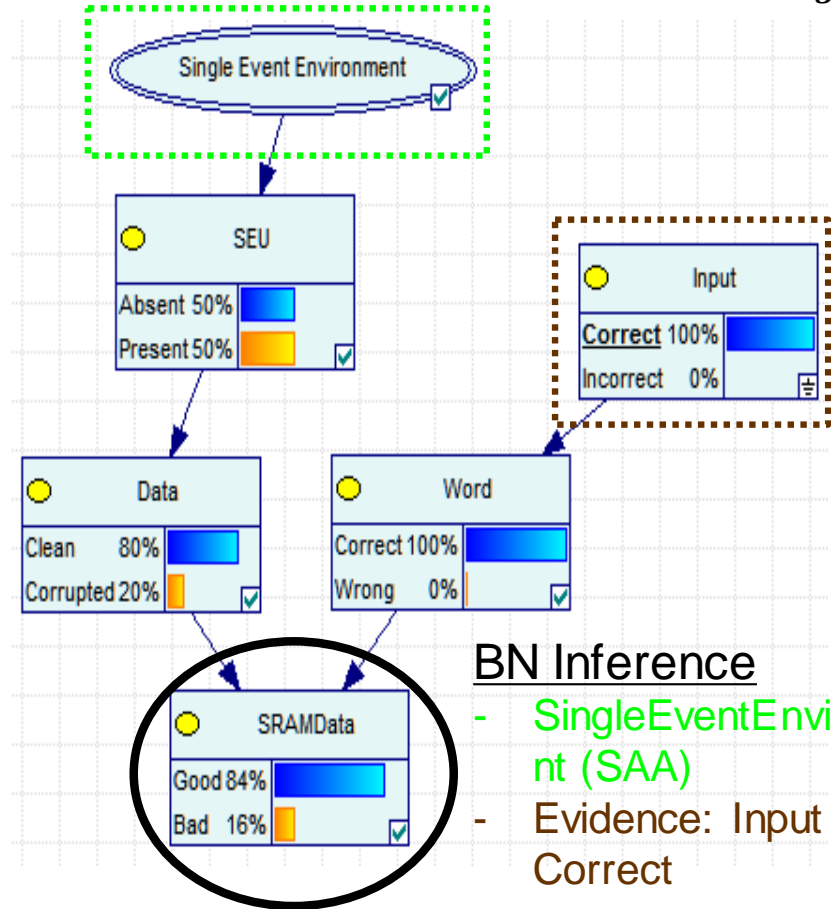 g
Single Event Environment
SEU
Absent 50%
Present 50%
Input
Correct 100%
Incorrect 0%
Data
Clean 80%
Corrupted 20%
Word
Correct 100%
Wrong 0%
SRAMData
Good 84%
Bad 16%
BN Inference
- SingleEventEnvi
nt (SAA)
- Evidence: Input
Correct